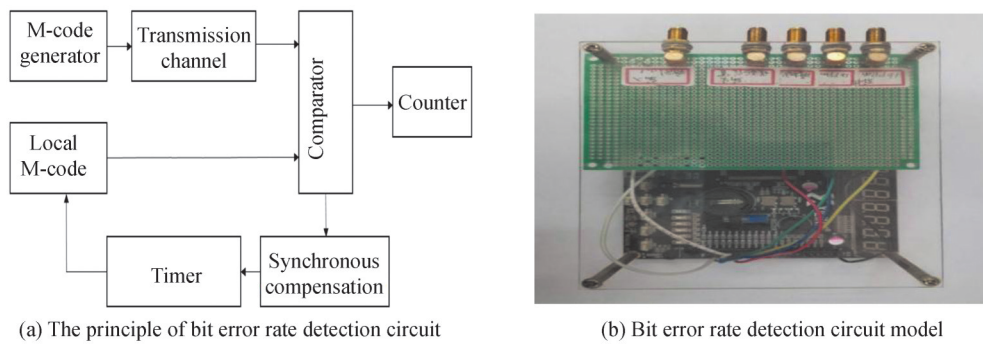 M-code
generator
Transmission
channel
Comparator
Counter
Local
M-code
Timer
Synchronous
compensation
(a) The principle of bit error rate detection circuit
(b) Bit error rate detection circuit model